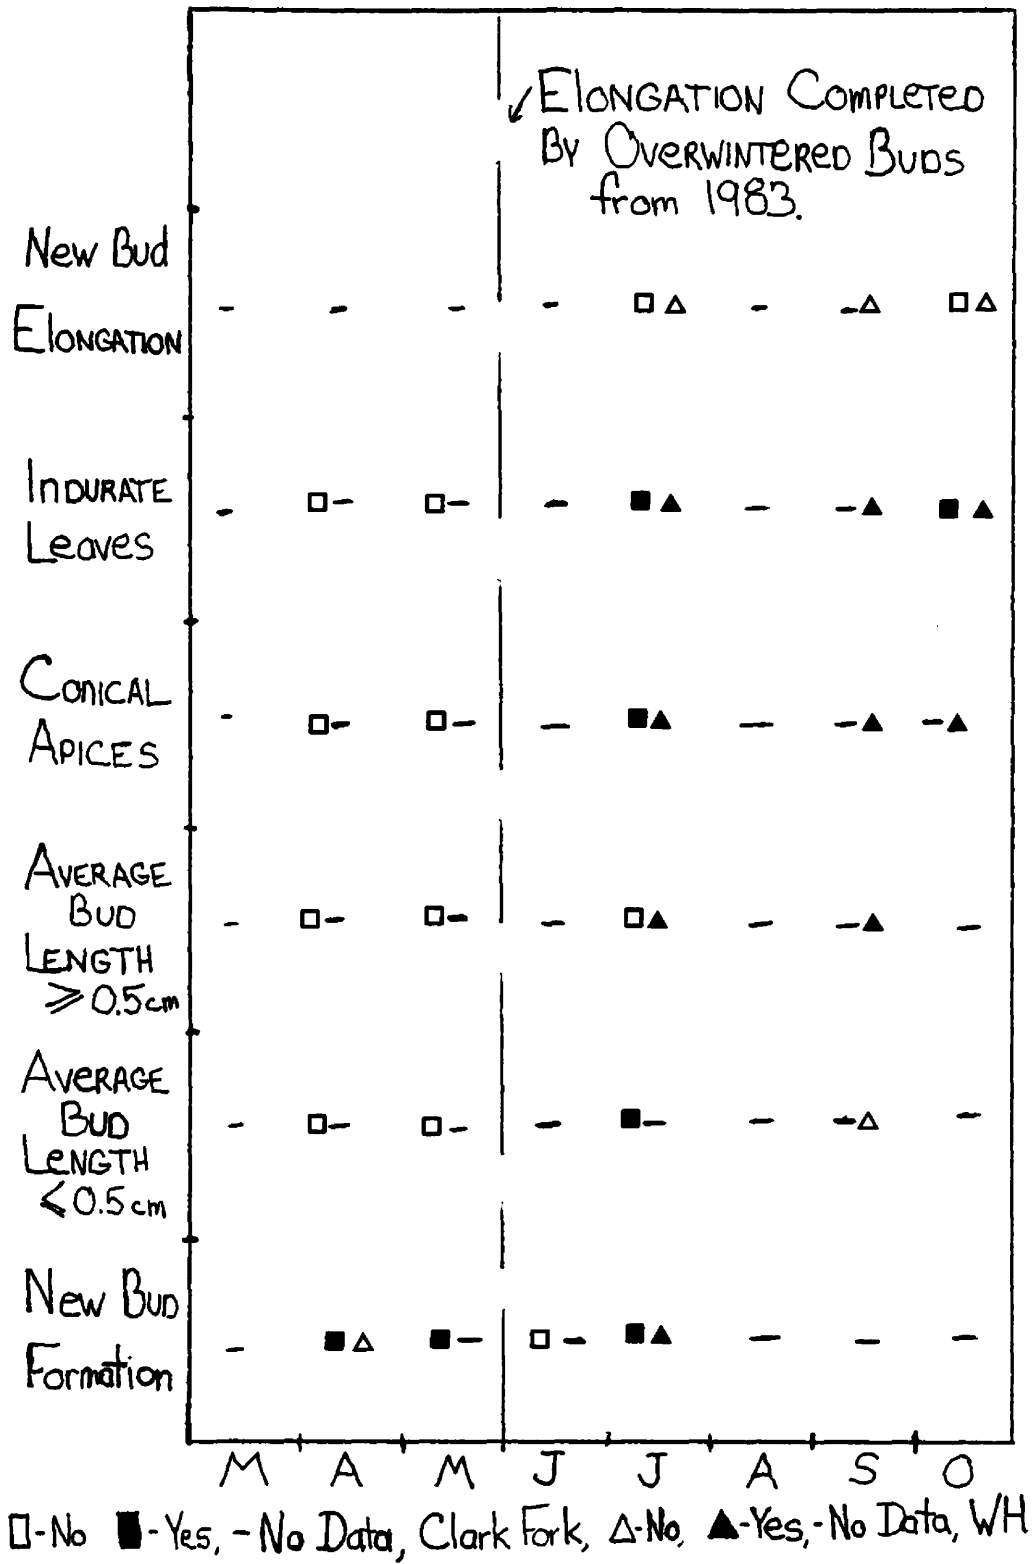 ELONGATION COMPLETED
BY OVERWINTERED BUDS
from 1983.
New Bud
ELONGATION
INDURATE
Leaves
CONICAL
APICES
AVERAGE
BUD
LENGTH
≥ 0.5cm
AVERAGE
BUD
LENGTH
≤ 0.5cm
New BUD
Formation
M A M J J A S O
□-No ■-Yes, -No Data, Clark Fork, △-No, ▲-Yes,-No Data, WH